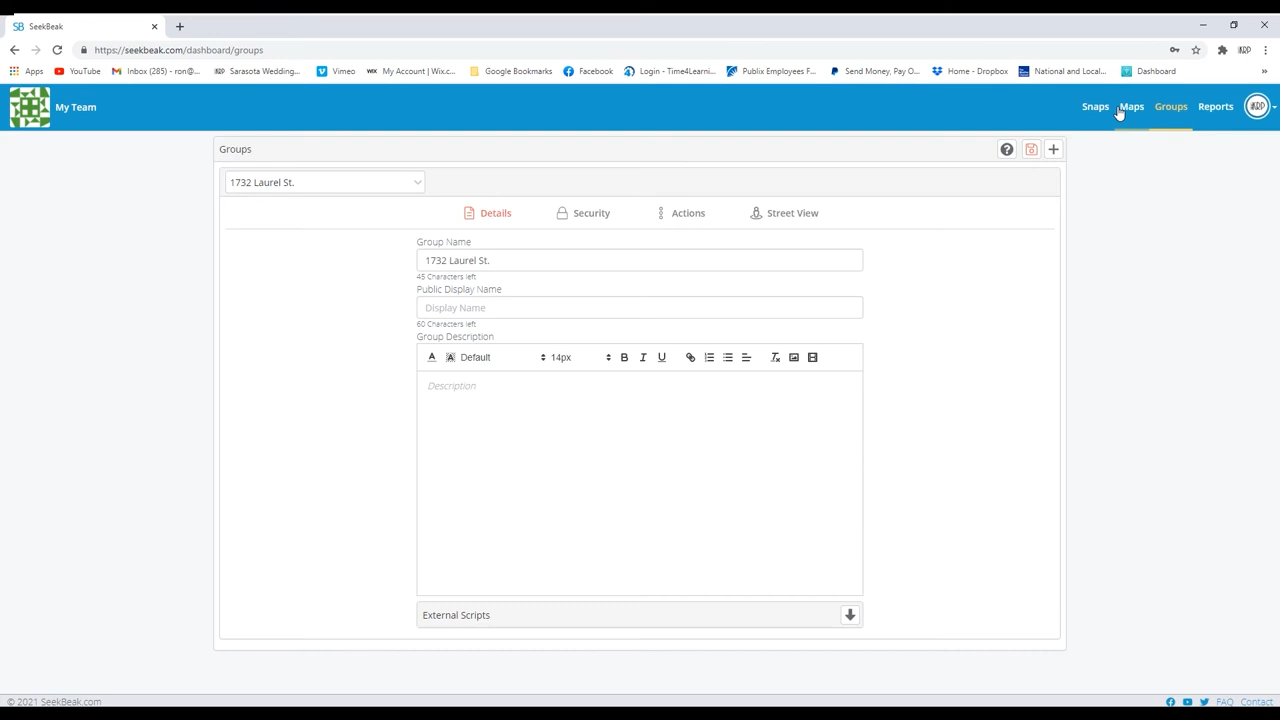 SB SeekBeak
https://seekbeak.com/dashboard/groups
Apps YouTube Inbox (285) - ron@... IKRP Sarasota Wedding... Vimeo WIX My Account | Wix.c... Google Bookmarks Facebook Login - Time4Learni... Publix Employees F... Send Money, Pay O... Home - Dropbox National and Local... Dashboard »
My Team Snaps Maps Groups Reports IKRP
Groups
1732 Laurel St.
Details Security Actions Street View
Group Name
1732 Laurel St.
45 Characters left
Public Display Name
Display Name
60 Characters left
Group Description
Default 14px B I U
Description
External Scripts
© 2021 SeekBeak.com FAQ Contact